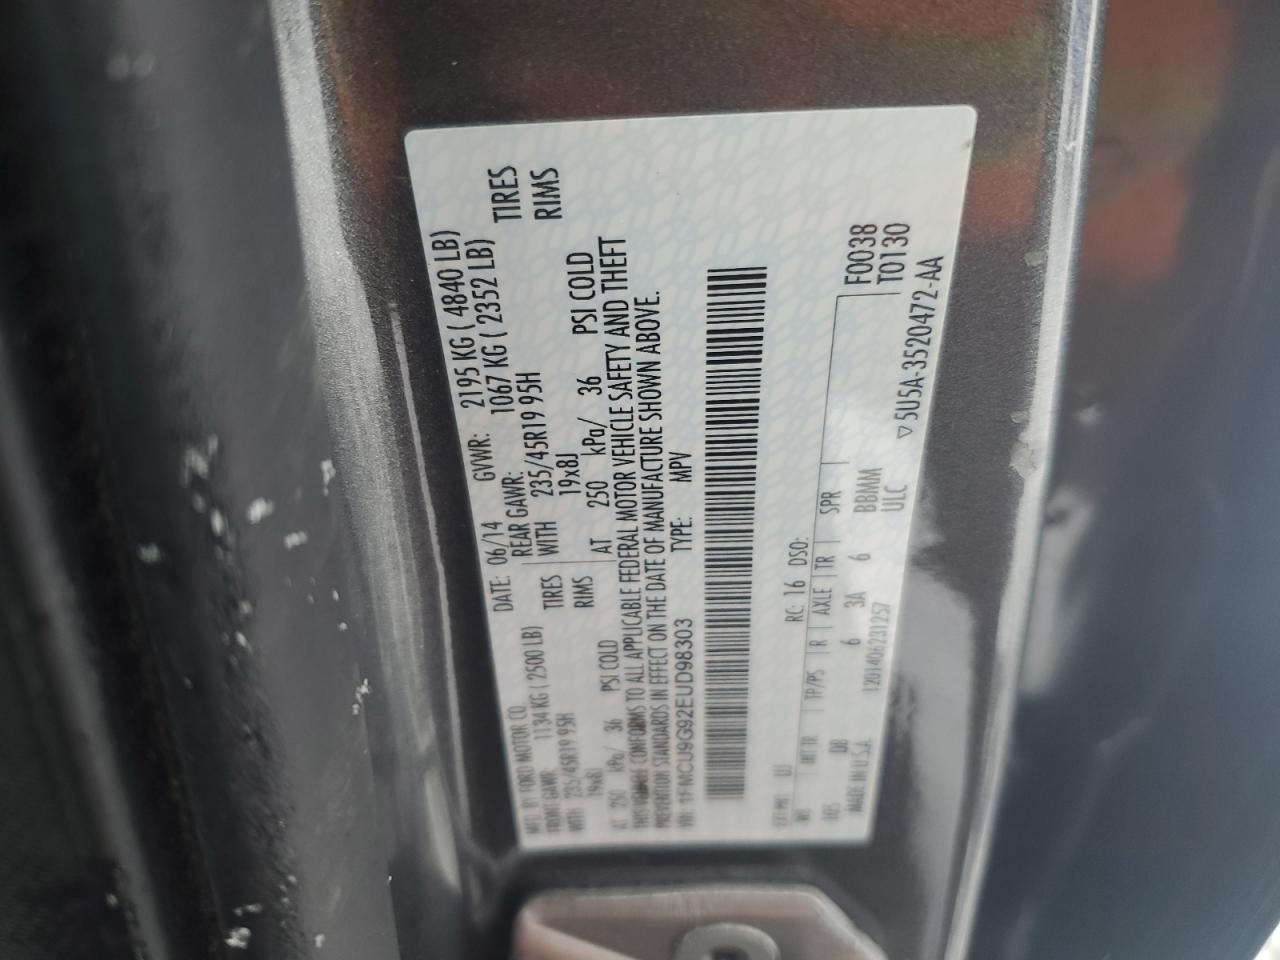 MFD. BY FORD MOTOR CO.
DATE: 06/14 GVWR: 2195 KG ( 4840 LB)
FRONT GAWR: 1134 KG ( 2500 LB) REAR GAWR: 1067 KG ( 2352 LB)
WITH 235/45R19 95H TIRES WITH 235/45R19 95H TIRES
19x8J RIMS 19x8J RIMS
AT 250 kPa/ 36 PSI COLD AT 250 kPa/ 36 PSI COLD
THIS VEHICLE CONFORMS TO ALL APPLICABLE FEDERAL MOTOR VEHICLE SAFETY AND THEFT
PREVENTION STANDARDS IN EFFECT ON THE DATE OF MANUFACTURE SHOWN ABOVE.
VIN: 1FMCU9G92EUD98303 TYPE: MPV
EXT PNT: UJ RC: 16 DSO:
WB INT TR TP/PS R AXLE TR SPR F0038
105 DB 6 3A 6 BBMM T0130
MADE IN U.S.A. 1201406231257 ULC
▽ 5U5A-3520472-AA